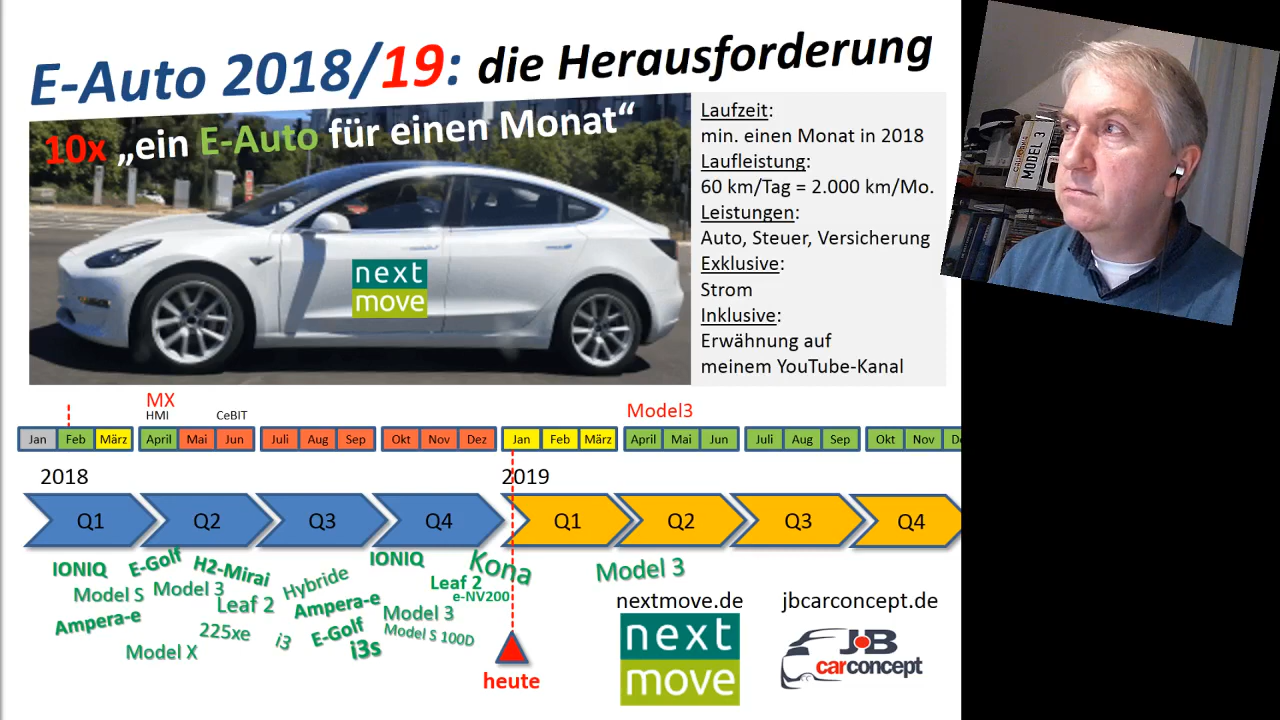 E-Auto 2018/19: die Herausforderung
10x „ein E-Auto für einen Monat“
next
move
Laufzeit:
min. einen Monat in 2018
Laufleistung:
60 km/Tag = 2.000 km/Mo.
Leistungen:
Auto, Steuer, Versicherung
Exklusive:
Strom
Inklusive:
Erwähnung auf
meinem YouTube-Kanal
MODEL 3
MX
HMI
CeBIT
Model3
Jan Feb März April Mai Jun Juli Aug Sep Okt Nov Dez Jan Feb März April Mai Jun Juli Aug Sep Okt Nov
2018
2019
Q1 Q2 Q3 Q4 Q1 Q2 Q3 Q4
IONIQ
E-Golf
H2-Mirai
Hybride
IONIQ
Kona
Model 3
Model S
Model 3
Leaf 2
Ampera-e
Leaf 2
e-NV200
Ampera-e
225xe
i3
E-Golf
Model 3
Model S 100D
Model X
i3s
heute
nextmove.de
next
move
jbcarconcept.de
JB
carconcept